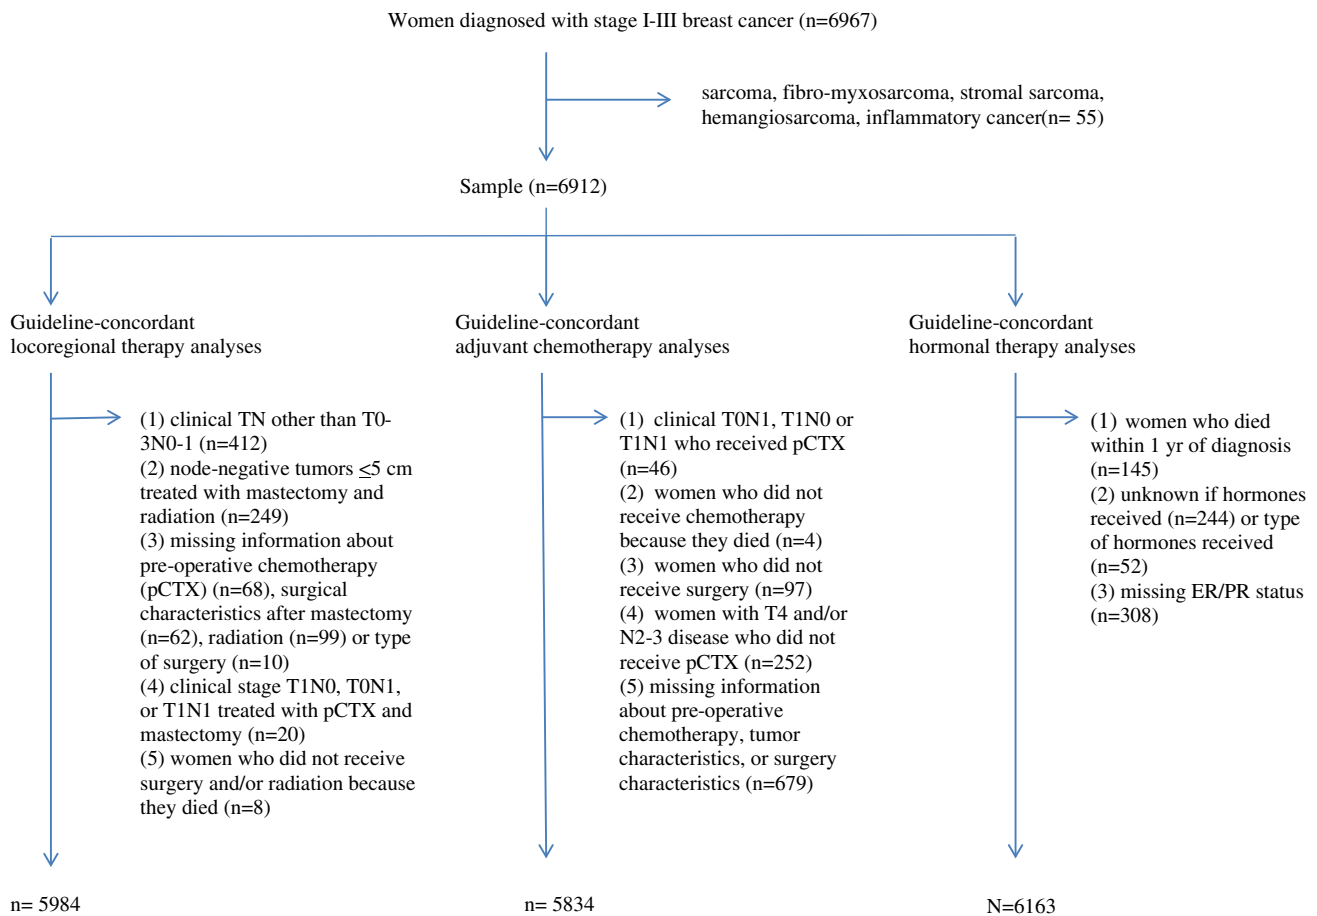 Women diagnosed with stage I-III breast cancer (n=6967)
sarcoma, fibro-myxosarcoma, stromal sarcoma,
hemangiosarcoma, inflammatory cancer(n= 55)
Sample (n=6912)
Guideline-concordant
locoregional therapy analyses
(1) clinical TN other than T0-
3N0-1 (n=412)
(2) node-negative tumors ≤5 cm
treated with mastectomy and
radiation (n=249)
(3) missing information about
pre-operative chemotherapy
(pCTX) (n=68), surgical
characteristics after mastectomy
(n=62), radiation (n=99) or type
of surgery (n=10)
(4) clinical stage T1N0, T0N1,
or T1N1 treated with pCTX and
mastectomy (n=20)
(5) women who did not receive
surgery and/or radiation because
they died (n=8)
n= 5984
Guideline-concordant
adjuvant chemotherapy analyses
(1) clinical T0N1, T1N0 or
T1N1 who received pCTX
(n=46)
(2) women who did not
receive chemotherapy
because they died (n=4)
(3) women who did not
receive surgery (n=97)
(4) women with T4 and/or
N2-3 disease who did not
receive pCTX (n=252)
(5) missing information
about pre-operative
chemotherapy, tumor
characteristics, or surgery
characteristics (n=679)
n= 5834
Guideline-concordant
hormonal therapy analyses
(1) women who died
within 1 yr of diagnosis
(n=145)
(2) unknown if hormones
received (n=244) or type
of hormones received
(n=52)
(3) missing ER/PR status
(n=308)
N=6163